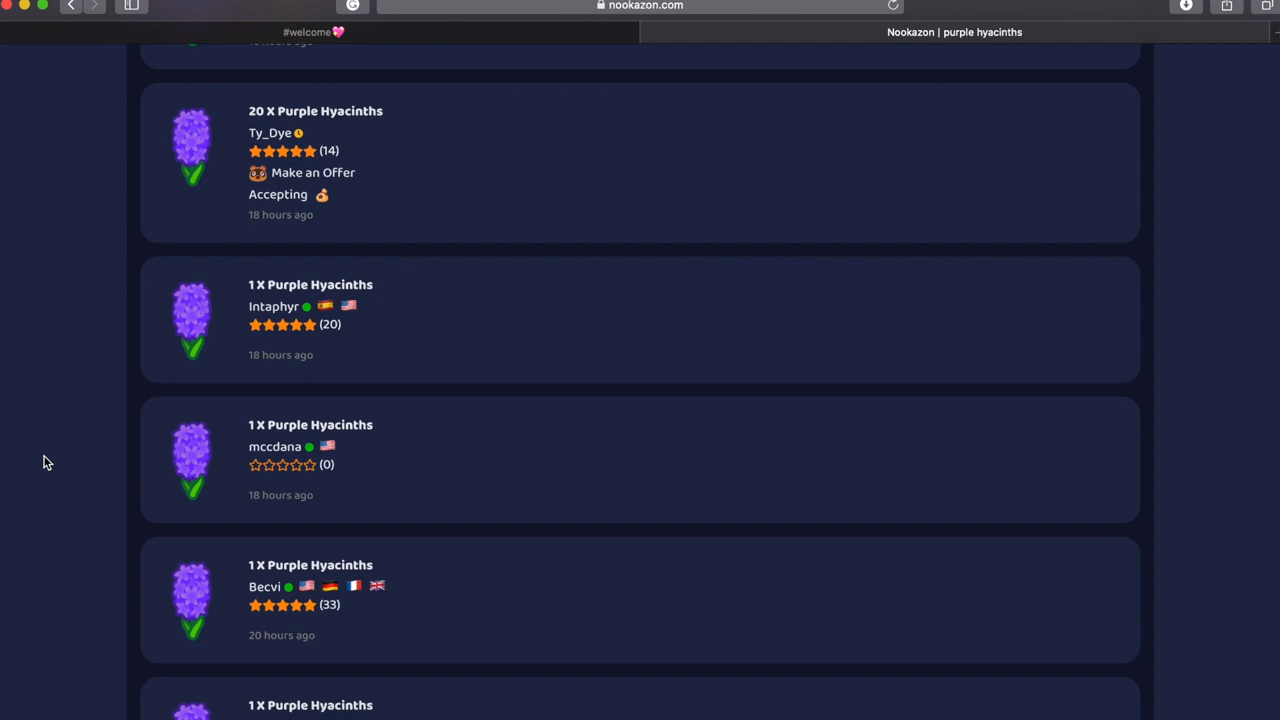 nookazon.com
#welcome💖
Nookazon | purple hyacinths
20 X Purple Hyacinths
Ty_Dye
(14)
Make an Offer
Accepting
18 hours ago
1 X Purple Hyacinths
Intaphyr
(20)
18 hours ago
1 X Purple Hyacinths
mccdana
(0)
18 hours ago
1 X Purple Hyacinths
Becvi
(33)
20 hours ago
1 X Purple Hyacinths